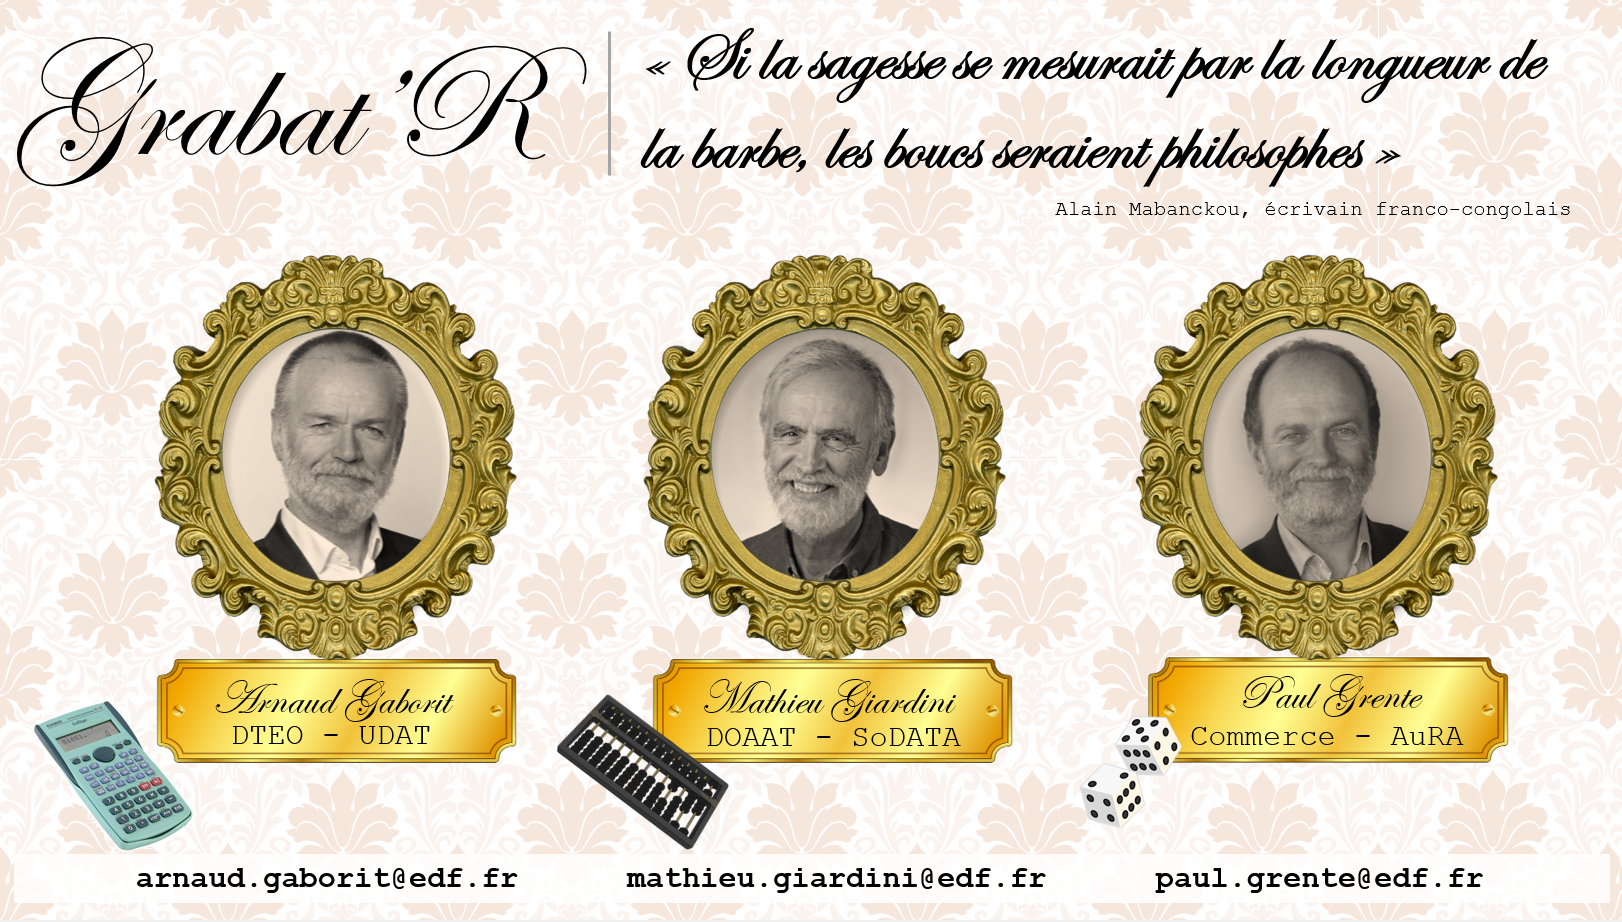 Grabat'R
« Si la sagesse se mesurait par la longueur de
la barbe, les boucs seraient philosophes »
Alain Mabanckou, écrivain franco-congolais
Arnaud Gaborit
DTEO - UDAT
Mathieu Giardini
DOAAT - SoDATA
Paul Grente
Commerce - AuRA
arnaud.gaborit@edf.fr
mathieu.giardini@edf.fr
paul.grente@edf.fr